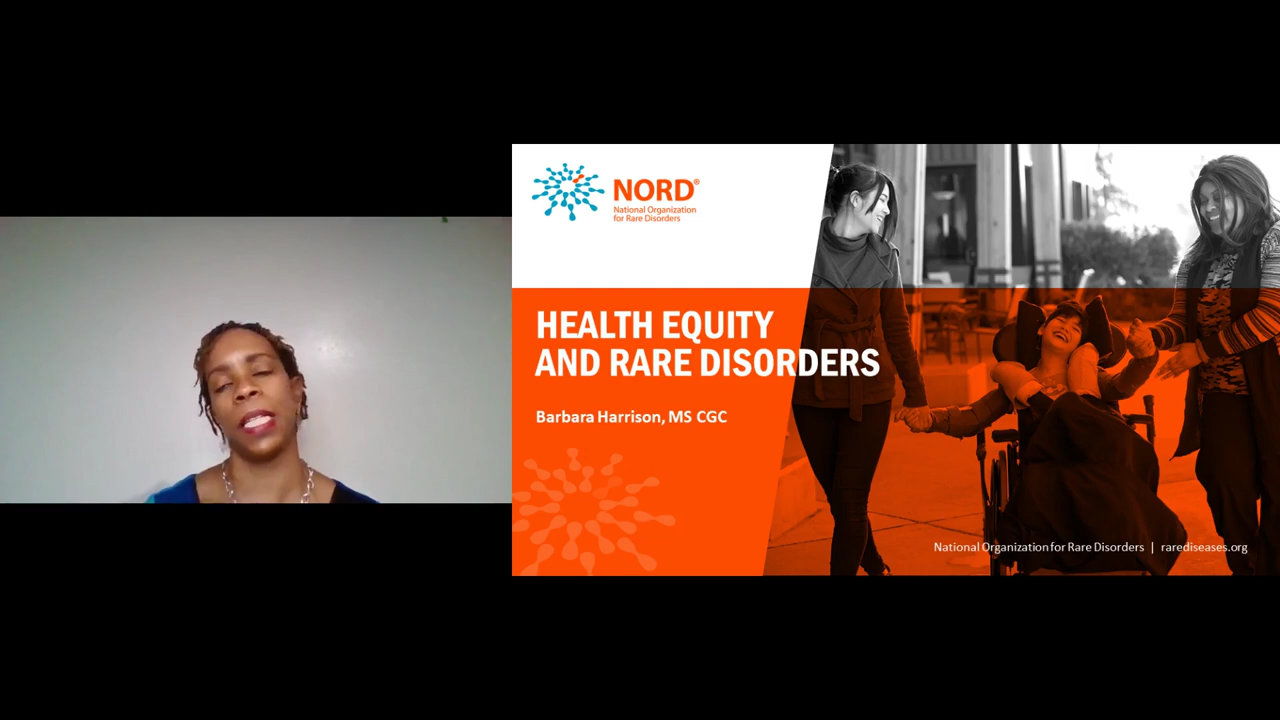 NORD®
National Organization
for Rare Disorders
HEALTH EQUITY
AND RARE DISORDERS
Barbara Harrison, MS CGC
National Organization for Rare Disorders | rarediseases.org